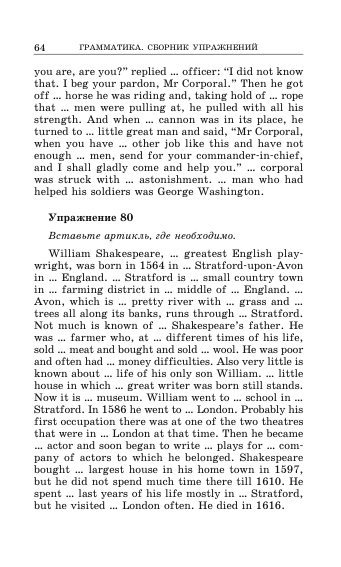 64 ГРАММАТИКА. СБОРНИК УПРАЖНЕНИЙ
you are, are you?” replied ... officer: “I did not know
that. I beg your pardon, Mr Corporal.” Then he got
off ... horse he was riding and, taking hold of ... rope
that ... men were pulling at, he pulled with all his
strength. And when ... cannon was in its place, he
turned to ... little great man and said, “Mr Corporal,
when you have ... other job like this and have not
enough ... men, send for your commander-in-chief,
and I shall gladly come and help you.” ... corporal
was struck with ... astonishment. ... man who had
helped his soldiers was George Washington.
Упражнение 80
Вставьте артикль, где необходимо.
William Shakespeare, ... greatest English play-
wright, was born in 1564 in ... Stratford-upon-Avon
in ... England. ... Stratford is ... small country town
in ... farming district in ... middle of ... England. ...
Avon, which is ... pretty river with ... grass and ...
trees all along its banks, runs through ... Stratford.
Not much is known of ... Shakespeare’s father. He
was ... farmer who, at ... different times of his life,
sold ... meat and bought and sold ... wool. He was poor
and often had ... money difficulties. Also very little is
known about ... life of his only son William. ... little
house in which ... great writer was born still stands.
Now it is ... museum. William went to ... school in ...
Stratford. In 1586 he went to ... London. Probably his
first occupation there was at one of the two theatres
that were in ... London at that time. Then he became
... actor and soon began to write ... plays for ... com-
pany of actors to which he belonged. Shakespeare
bought ... largest house in his home town in 1597,
but he did not spend much time there till 1610. He
spent ... last years of his life mostly in ... Stratford,
but he visited ... London often. He died in 1616.